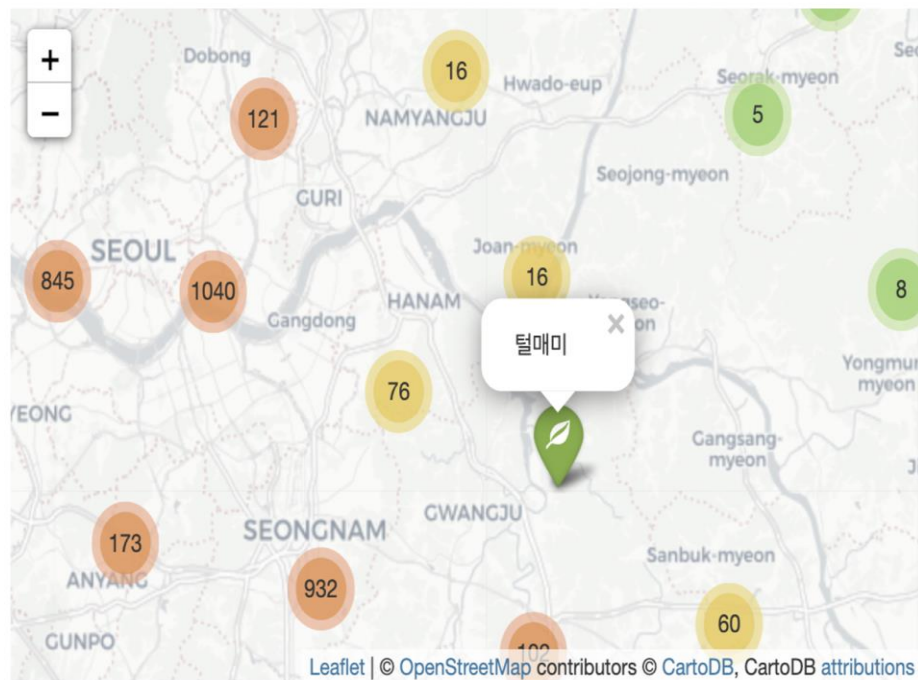 +
−
Dobong
16
Hwado-eup
Seorak-myeon
121
NAMYANGJU
5
Seojong-myeon
GURI
SEOUL
Joan-myeon
845
1040
16
8
HANAM
Gangdong
털매미
×
76
myeon
Gangsang-
myeon
GWANGJU
SEONGNAM
173
Sanbuk-myeon
ANYANG
932
60
GUNPO
102
Leaflet | © OpenStreetMap contributors © CartoDB, CartoDB attributions